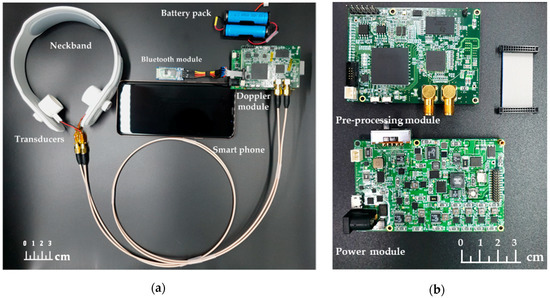 Battery pack
Neckband
Bluetooth module
Doppler
module
Transducers
Smart phone
0 1 2 3
cm
(a)
Pre-processing module
Power module
0 1 2 3
cm
(b)